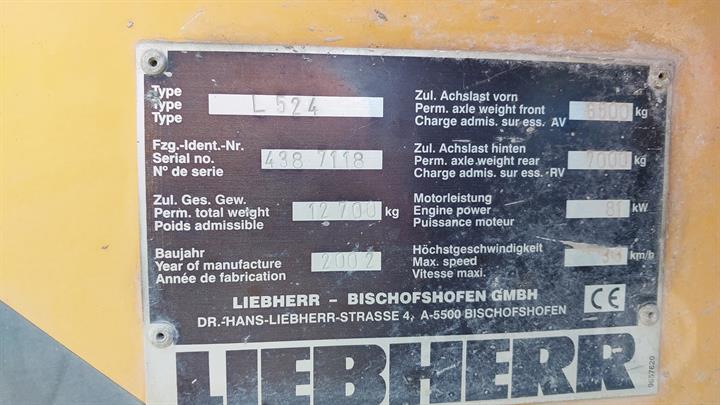 Type
Type L 524
Type
Fzg.-Ident.-Nr.
Serial no. 438 7118
N° de serie
Zul. Ges. Gew.
Perm. total weight 12700 kg
Poids admissible
Baujahr
Year of manufacture 2002
Année de fabrication
Zul. Achslast vorn
Perm. axle weight front kg
Charge admis. sur ess. AV
Zul. Achslast hinten
Perm. axle weight rear 7000 kg
Charge admis. sur ess. RV
Motorleistung
Engine power 81 kW
Puissance moteur
Höchstgeschwindigkeit
Max. speed km/h
Vitesse maxi.
LIEBHERR - BISCHOFSHOFEN GMBH
DR.-HANS-LIEBHERR-STRASSE 4, A-5500 BISCHOFSHOFEN
CE
LIEBHERR
9657620